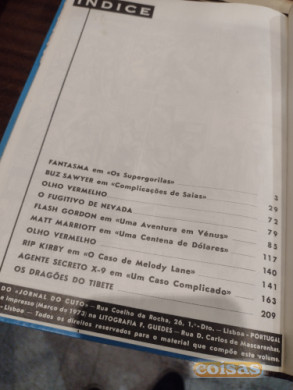 ÍNDICE
FANTASMA em «Os Supergorilas» 3
BUZ SAWYER em «Complicações de Saias» 29
OLHO VERMELHO 39
O FUGITIVO DE NEVADA 73
FLASH GORDON em «Uma Aventura em Vênus» 79
MATT MARRIOTT em «Uma Centena de Dólares» 85
OLHO VERMELHO 117
RIP KIRBY em «O Caso de Melody Lane» 140
AGENTE SECRETO X-9 em «Um Caso Complicado» 141
OS DRAGÕES DO TIBETE 163
209
DO «JORNAL DO CUTO» — Rua Coelho da Rocha, 26, 1.º-Dto. — Lisboa - PORTUGAL
e impresso (Março de 1973) na LITOGRAFIA F. GUEDES — Rua D. Carlos de Mascarenhas,
-Lisboa — Todos os direitos reservados para o material que compõe este volume.
coisas